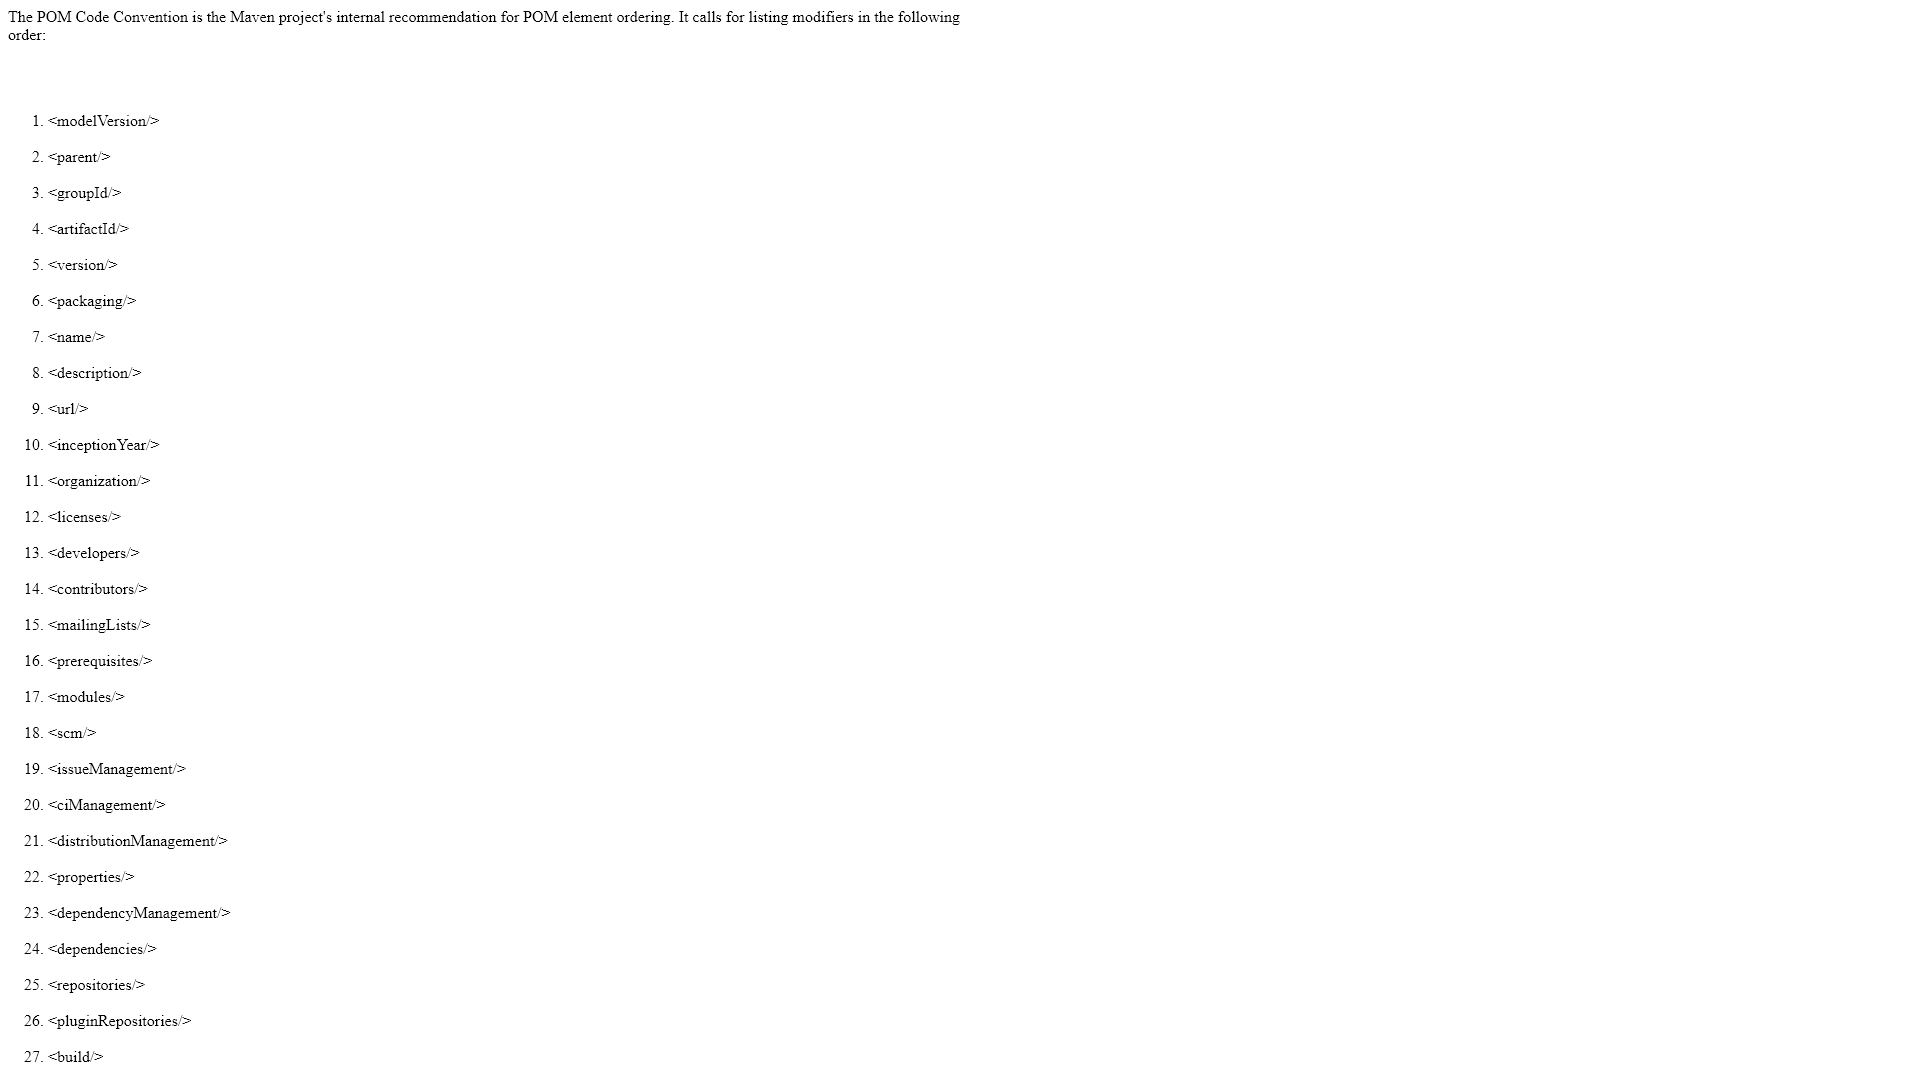 The POM Code Convention is the Maven project's internal recommendation for POM element ordering. It calls for listing modifiers in the following
order:
1. <modelVersion/>
2. <parent/>
3. <groupId/>
4. <artifactId/>
5. <version/>
6. <packaging/>
7. <name/>
8. <description/>
9. <url/>
10. <inceptionYear/>
11. <organization/>
12. <licenses/>
13. <developers/>
14. <contributors/>
15. <mailingLists/>
16. <prerequisites/>
17. <modules/>
18. <scm/>
19. <issueManagement/>
20. <ciManagement/>
21. <distributionManagement/>
22. <properties/>
23. <dependencyManagement/>
24. <dependencies/>
25. <repositories/>
26. <pluginRepositories/>
27. <build/>